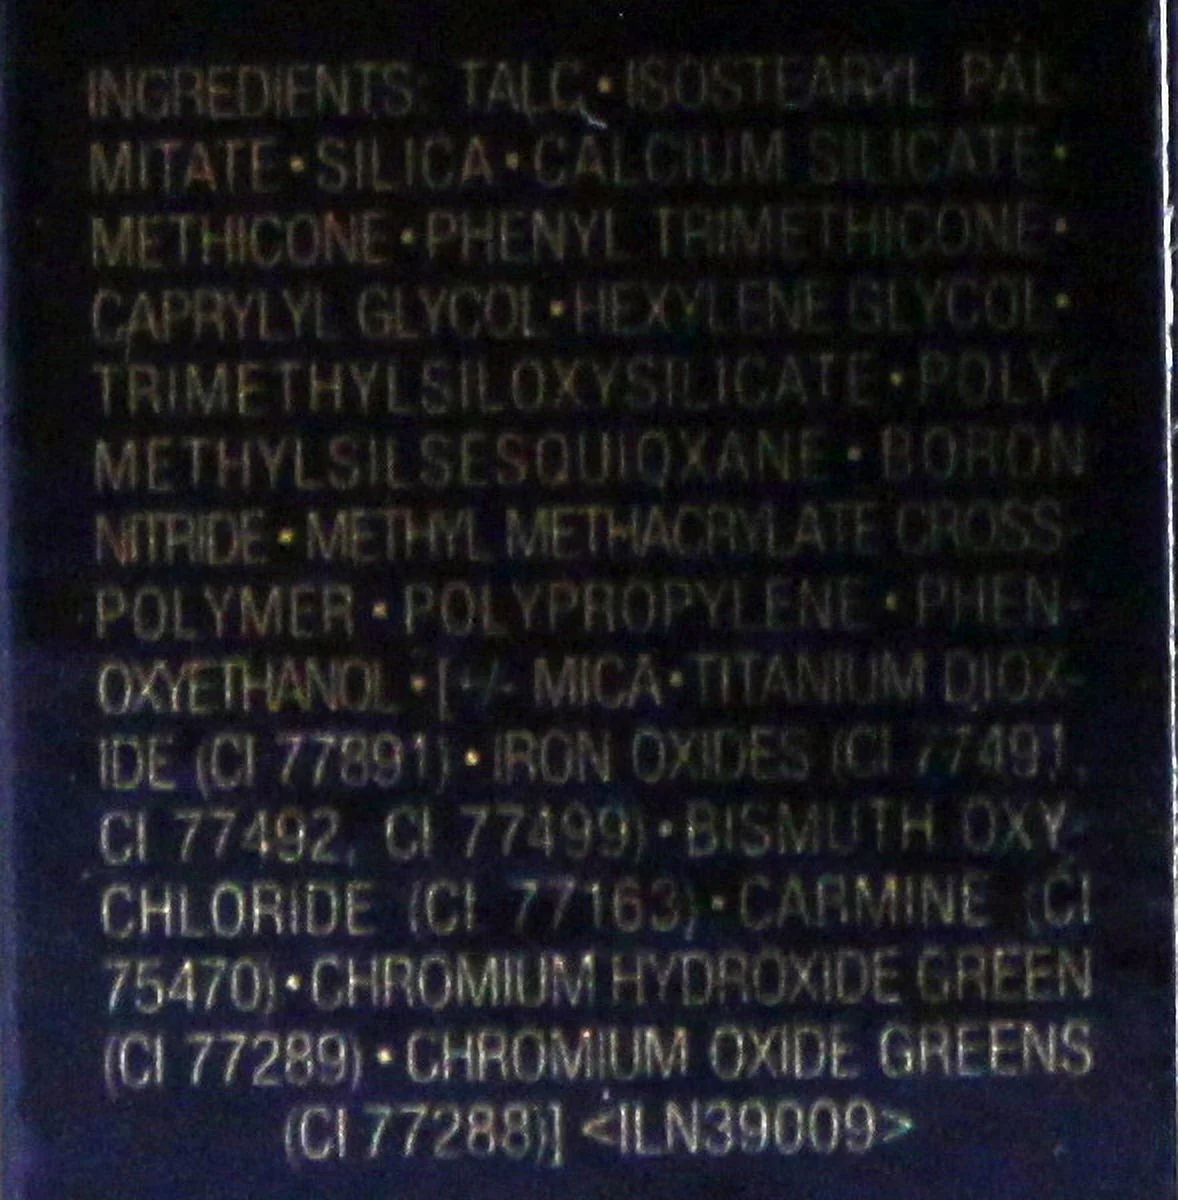 INGREDIENTS: TALC • ISOSTEARYL PAL-
MITATE • SILICA • CALCIUM SILICATE •
METHICONE • PHENYL TRIMETHICONE •
CAPRYLYL GLYCOL • HEXYLENE GLYCOL •
TRIMETHYLSILOXYSILICATE • POLY-
METHYLSILSESQUIOXANE • BORON
NITRIDE • METHYL METHACRYLATE CROSS-
POLYMER • POLYPROPYLENE • PHEN-
OXYETHANOL • [+/- MICA • TITANIUM DIOX-
IDE (CI 77891) • IRON OXIDES (CI 77491,
CI 77492, CI 77499) • BISMUTH OXY-
CHLORIDE (CI 77163) • CARMINE (CI
75470) • CHROMIUM HYDROXIDE GREEN
(CI 77289) • CHROMIUM OXIDE GREENS
(CI 77288)] <ILN39009>